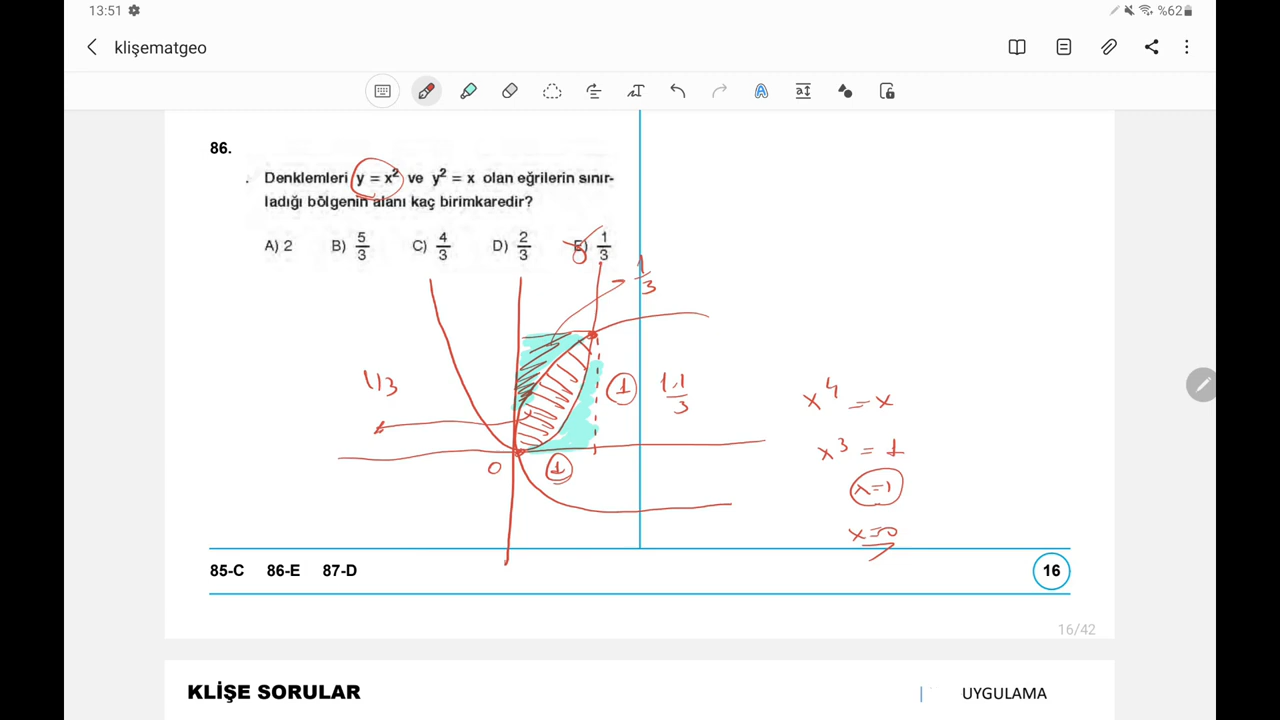 13:51
%62
klişematgeo
86.
Denklemleri y = x² ve y² = x olan eğrilerin sınır-
ladığı bölgenin alanı kaç birimkaredir?
A) 2 B) 5/3 C) 4/3 D) 2/3 E) 1/3
1/3
1/3
1
1.1/3
0
1
x⁴ = x
x³ = 1
x=1
x=0
85-C 86-E 87-D
16
16/42
KLİŞE SORULAR
UYGULAMA